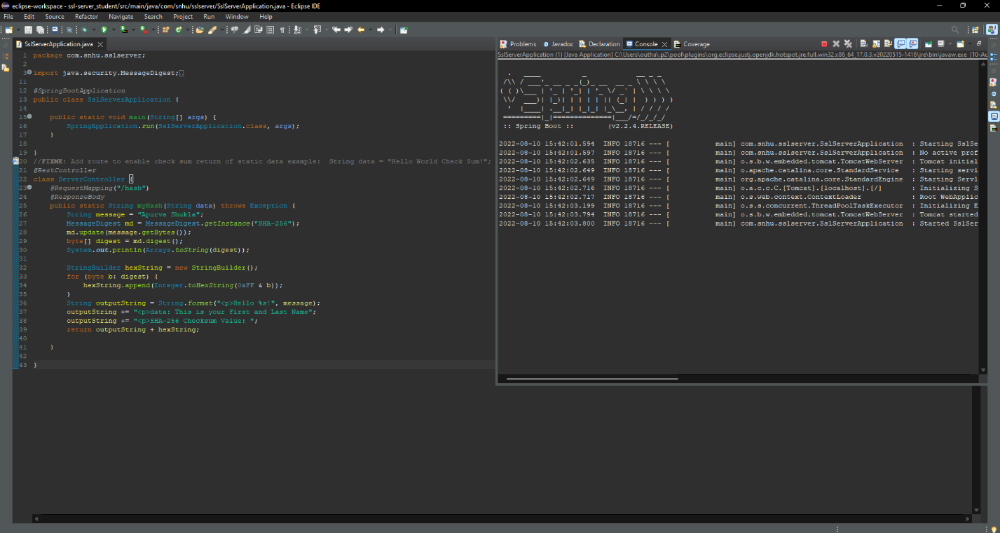 eclipse-workspace - ssl-server_student/src/main/java/com/snhu/sslserver/SslServerApplication.java - Eclipse IDE
File Edit Source Refactor Navigate Search Project Run Window Help
SslServerApplication.java
1 package com.snhu.sslserver;
2
3 import java.security.MessageDigest;
11
12 @SpringBootApplication
13 public class SslServerApplication {
14
15 public static void main(String[] args) {
16 SpringApplication.run(SslServerApplication.class, args);
17 }
18
19 }
20 //FIXME: Add route to enable check sum return of static data example:  String data = "Hello World Check Sum!";
21 @RestController
22 class ServerController {
23 @RequestMapping("/hash")
24 @ResponseBody
25 public static String myHash(String data) throws Exception {
26 String message = "Apurva Shukla";
27 MessageDigest md = MessageDigest.getInstance("SHA-256");
28 md.update(message.getBytes());
29 byte[] digest = md.digest();
30 System.out.println(Arrays.toString(digest));
31
32 StringBuilder hexString = new StringBuilder();
33 for (byte b: digest) {
34 hexString.append(Integer.toHexString(0xFF & b));
35 }
36 String outputString = String.format("<p>Hello %s!", message);
37 outputString += "<p>data: This is your First and Last Name";
38 outputString += "<p>SHA-256 Checksum Value: ";
39 return outputString + hexString;
40
41 }
42
43 }
Problems Javadoc Declaration Console Coverage
SslServerApplication (1) [Java Application] C:\Users\outha\.p2\pool\plugins\org.eclipse.justj.openjdk.hotspot.jre.full.win32.x86_64_17.0.3.v20220515-1416\jre\bin\javaw.exe (10-Au
:: Spring Boot :: (v2.2.4.RELEASE)
2022-08-10 15:42:01.594 INFO 18716 --- [ main] com.snhu.sslserver.SslServerApplication : Starting SslSe
2022-08-10 15:42:01.597 INFO 18716 --- [ main] com.snhu.sslserver.SslServerApplication : No active prof
2022-08-10 15:42:02.635 INFO 18716 --- [ main] o.s.b.w.embedded.tomcat.TomcatWebServer : Tomcat initial
2022-08-10 15:42:02.649 INFO 18716 --- [ main] o.apache.catalina.core.StandardService : Starting servi
2022-08-10 15:42:02.649 INFO 18716 --- [ main] org.apache.catalina.core.StandardEngine : Starting Servl
2022-08-10 15:42:02.716 INFO 18716 --- [ main] o.a.c.c.C.[Tomcat].[localhost].[/] : Initializing S
2022-08-10 15:42:02.717 INFO 18716 --- [ main] o.s.web.context.ContextLoader : Root WebApplic
2022-08-10 15:42:03.199 INFO 18716 --- [ main] o.s.s.concurrent.ThreadPoolTaskExecutor : Initializing E
2022-08-10 15:42:03.794 INFO 18716 --- [ main] o.s.b.w.embedded.tomcat.TomcatWebServer : Tomcat started
2022-08-10 15:42:03.800 INFO 18716 --- [ main] com.snhu.sslserver.SslServerApplication : Started SslSer